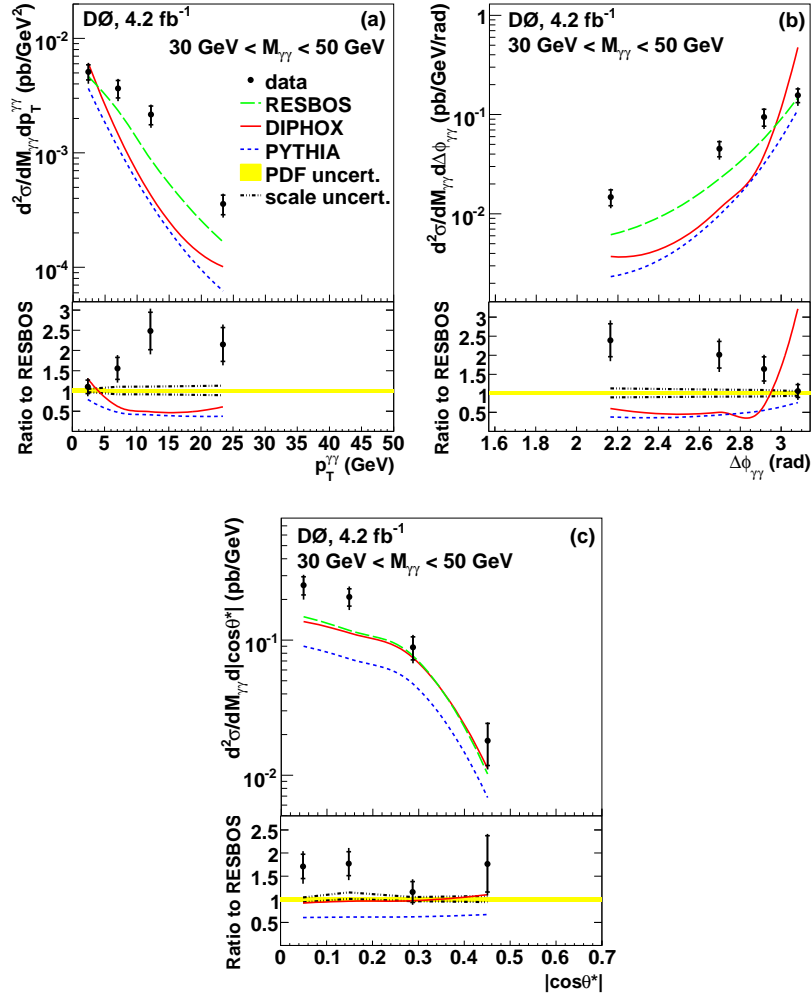 DØ, 4.2 fb⁻¹ (a)
30 GeV < Mγγ < 50 GeV
data
RESBOS
DIPHOX
PYTHIA
PDF uncert.
scale uncert.
d²σ/dMγγdp_T^γγ (pb/GeV²)
10⁻²
10⁻³
10⁻⁴
Ratio to RESBOS
3
2.5
2
1.5
1
0.5
0 5 10 15 20 25 30 35 40 45 50
p_T^γγ (GeV)
DØ, 4.2 fb⁻¹ (b)
30 GeV < Mγγ < 50 GeV
d²σ/dMγγdΔϕγγ (pb/GeV/rad)
1
10⁻¹
10⁻²
Ratio to RESBOS
3
2.5
2
1.5
1
0.5
1.6 1.8 2 2.2 2.4 2.6 2.8 3
Δϕγγ (rad)
DØ, 4.2 fb⁻¹ (c)
30 GeV < Mγγ < 50 GeV
d²σ/dMγγd|cosθ*| (pb/GeV)
10⁻¹
10⁻²
Ratio to RESBOS
2.5
2
1.5
1
0.5
0 0.1 0.2 0.3 0.4 0.5 0.6 0.7
|cosθ*|